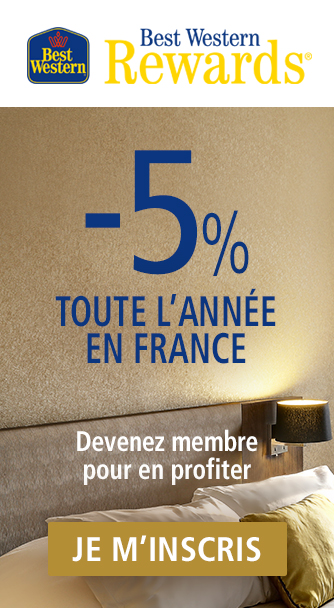 Best
Western
Best Western
Rewards®
-5%
TOUTE L'ANNÉE
EN FRANCE
Devenez membre
pour en profiter
JE M'INSCRIS